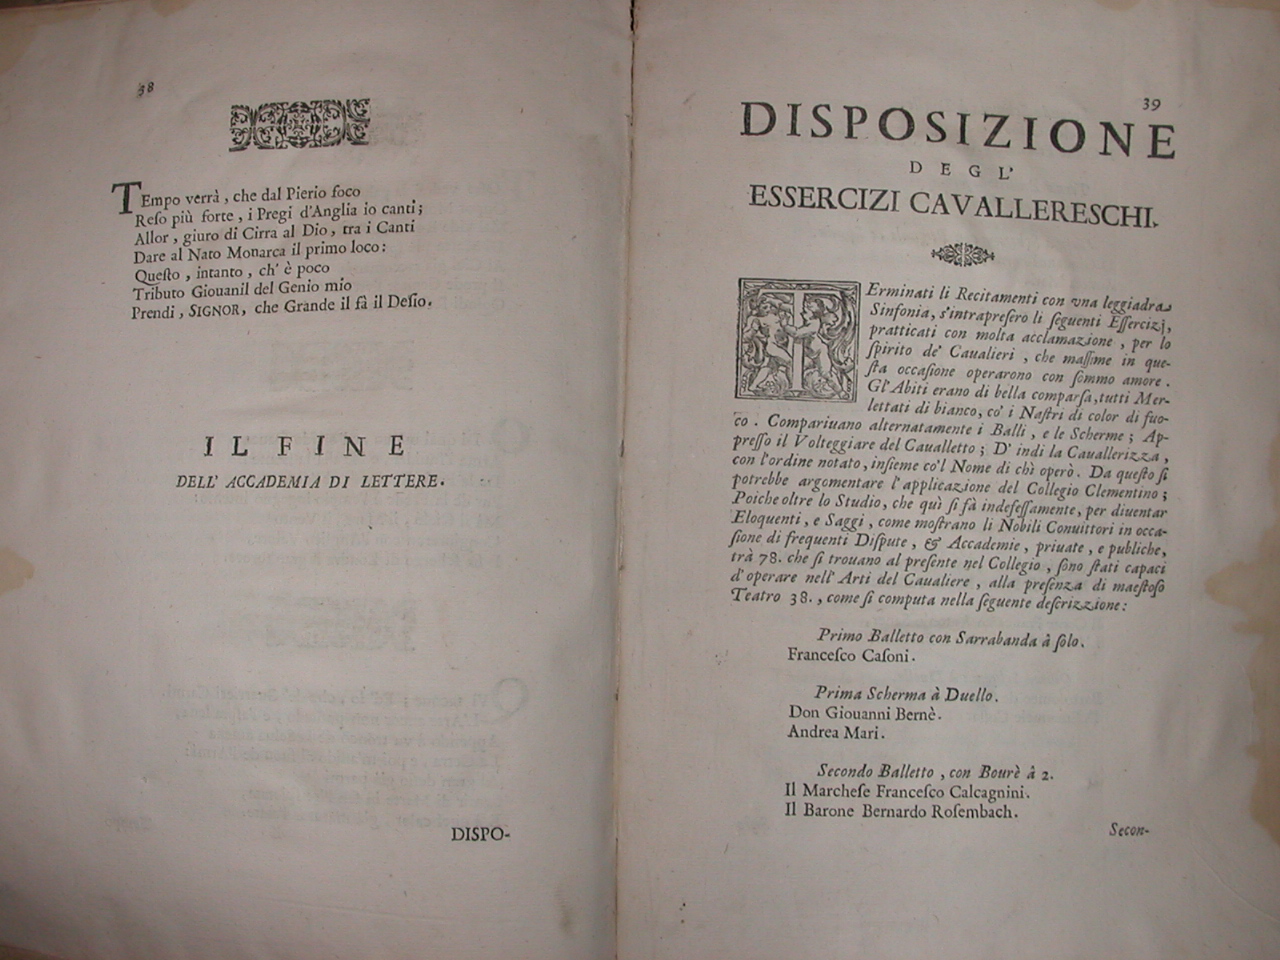 38
TEmpo verrà, che dal Pierio foco
Reſo più forte, i Pregi d'Anglia io canti;
Allor, giuro di Cirra al Dio, tra i Canti
Dare al Nato Monarca il primo loco:
Queſto, intanto, ch' è poco
Tributo Giouanil del Genio mio
Prendi, SIGNOR, che Grande il fà il Deſio.
IL FINE
DELL' ACCADEMIA DI LETTERE.
DISPO-
39
DISPOSIZIONE
DEGL'
ESSERCIZI CAVALLERESCHI.
TErminati li Recitamenti con vna leggiadra
Sinfonia, s'intrapreſero li ſeguenti Eſſercizj,
pratticati con molta acclamazione, per lo
ſpirito de' Caualieri, che maſſime in que-
ſta occaſione operarono con ſommo amore.
Gl'Abiti erano di bella comparſa, tutti Mer-
lettati di bianco, co' i Naſtri di color di fuo-
co. Compariuano alternatamente i Balli, e le Scherme; Ap-
preſſo il Volteggiare del Caualletto; D' indi la Cauallerizza,
con l'ordine notato, inſieme co'l Nome di chì operò. Da queſto ſi
potrebbe argomentare l'applicazione del Collegio Clementino;
Poiche oltre lo Studio, che quì ſi fà indefeſſamente, per diuentar
Eloquenti, e Saggi, come moſtrano li Nobili Conuittori in occa-
ſione di frequenti Diſpute, & Accademie, priuate, e publiche,
trà 78. che ſi trouano al preſente nel Collegio, ſono ſtati capaci
d'operare nell' Arti del Caualiere, alla preſenza di maeſtoſo
Teatro 38., come ſi computa nella ſeguente deſcrizzione:
Primo Balletto con Sarrabanda à ſolo.
Franceſco Caſoni.
Prima Scherma à Duello.
Don Giouanni Bernè.
Andrea Mari.
Secondo Balletto, con Bourè à 2.
Il Marcheſe Franceſco Calcagnini.
Il Barone Bernardo Roſembach.
Secon-